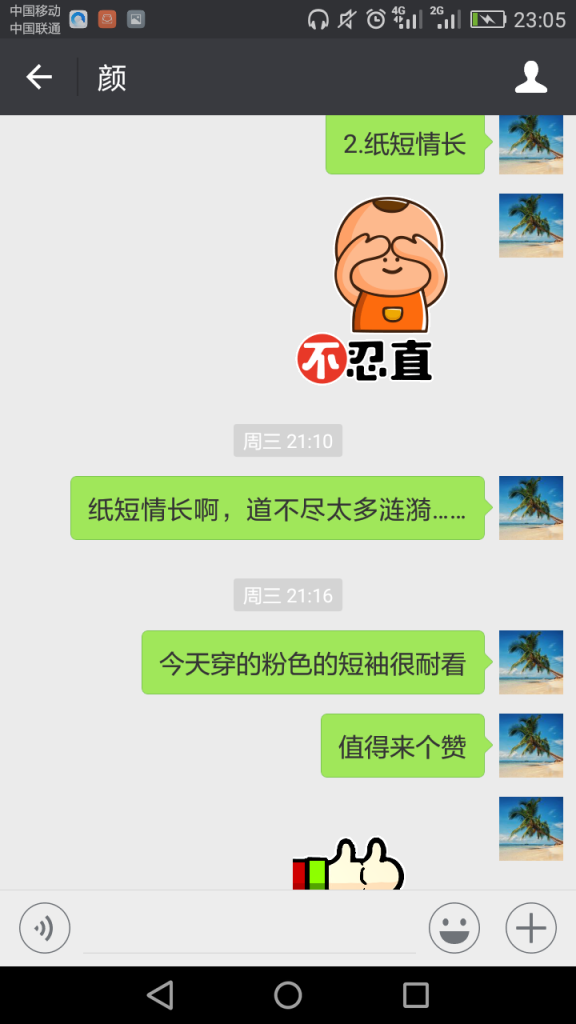 中国移动
中国联通
4G
2G
23:05
颜
2.纸短情长
不忍直
周三 21:10
纸短情长啊，道不尽太多涟漪……
周三 21:16
今天穿的粉色的短袖很耐看
值得来个赞